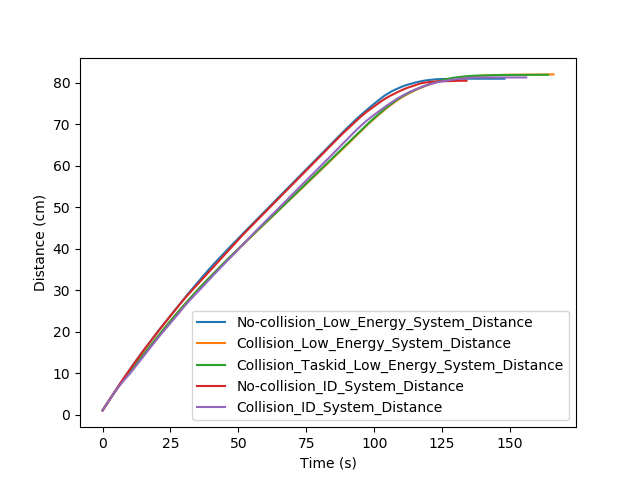 80
70
60
50
40
30
20
10
0
Distance (cm)
No-collision_Low_Energy_System_Distance
Collision_Low_Energy_System_Distance
Collision_Taskid_Low_Energy_System_Distance
No-collision_ID_System_Distance
Collision_ID_System_Distance
0 25 50 75 100 125 150
Time (s)